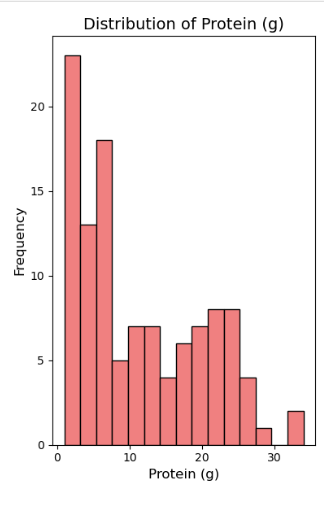 Distribution of Protein (g)
Frequency
20
15
10
5
0
0 10 20 30
Protein (g)